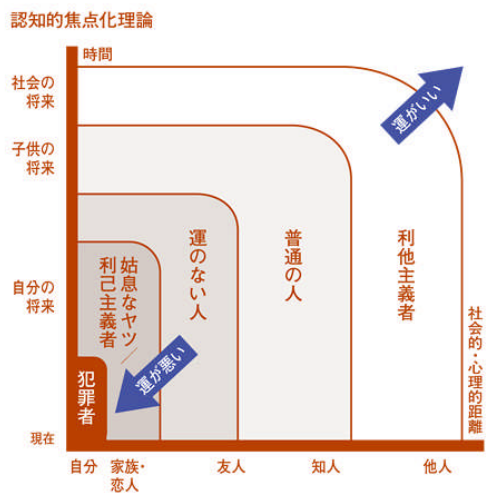 認知的焦点化理論
時間
社会の
将来
子供の
将来
自分の
将来
現在
運がいい
利他主義者
普通の人
運のない人
姑息なヤツ／
利己主義者
運が悪い
犯罪者
社会的・心理的距離
自分
家族・
恋人
友人
知人
他人